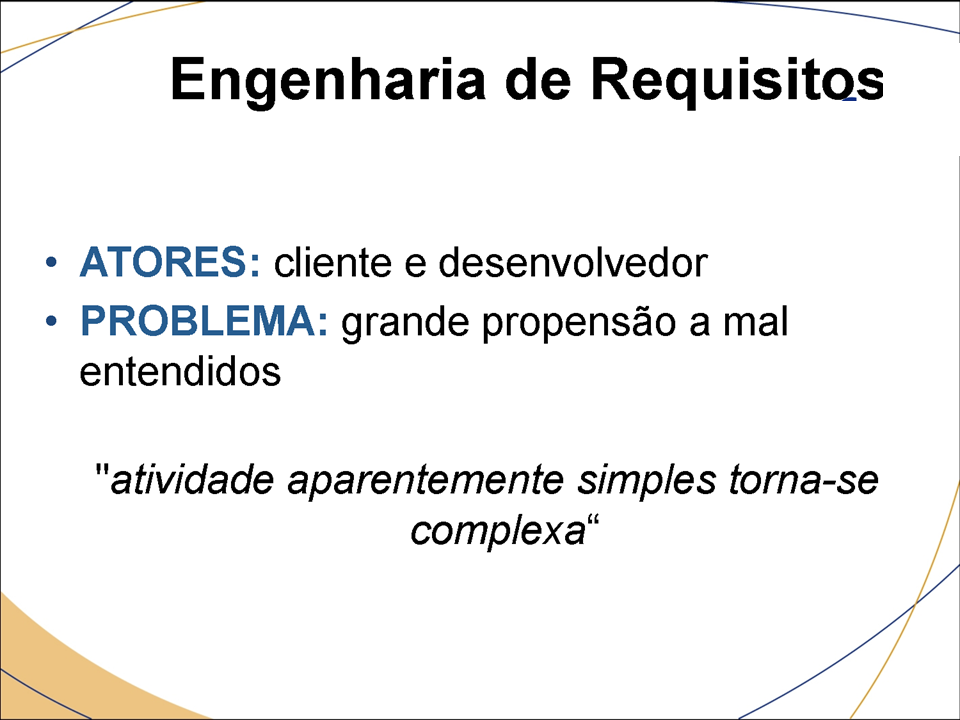 Engenharia de Requisitos
• ATORES: cliente e desenvolvedor
• PROBLEMA: grande propensão a mal
entendidos
"atividade aparentemente simples torna-se
complexa“